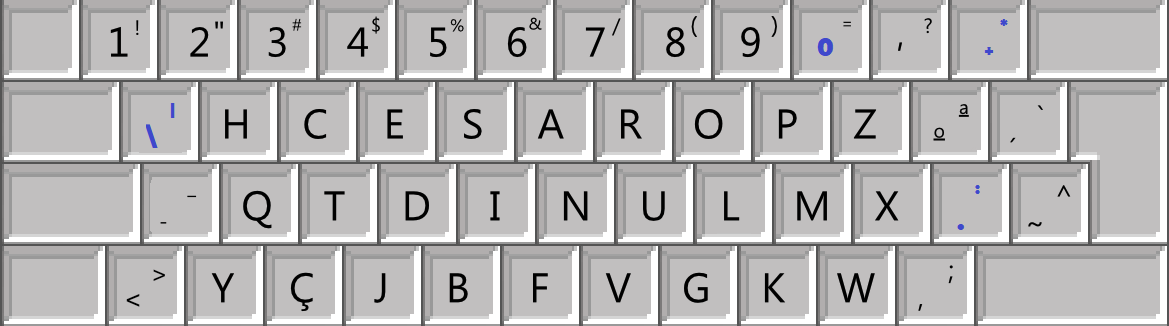 1 ! 2 " 3 # 4 $ 5 % 6 & 7 / 8 ( 9 ) 0 = ' ? + *
\ | H C E S A R O P Z º ª ´ `
- _ Q T D I N U L M X . : ~ ^
< > Y Ç J B F V G K W , ;